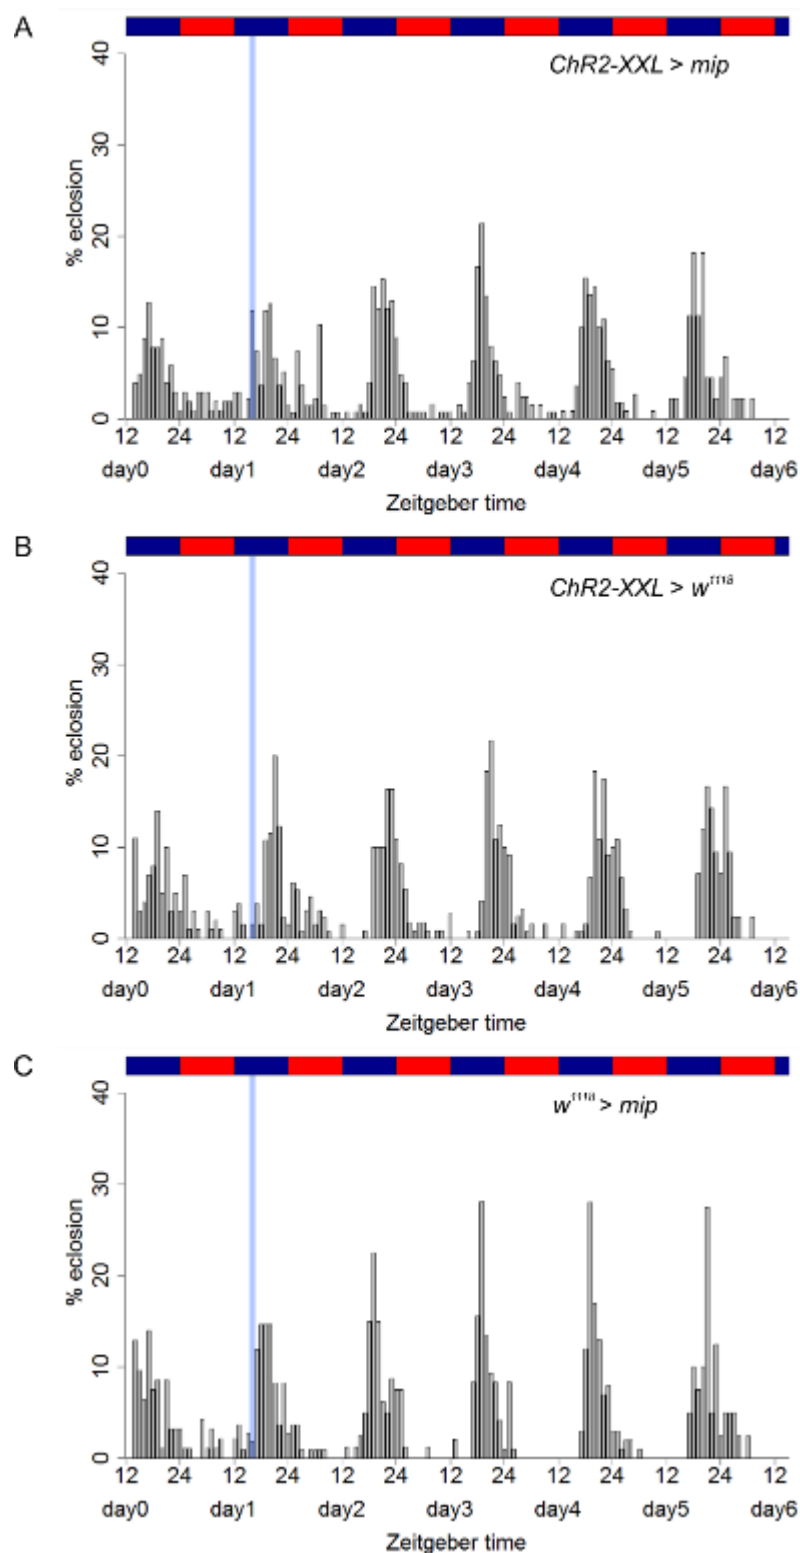 A
ChR2-XXL > mip
40
30
20
10
0
% eclosion
12 24 12 24 12 24 12 24 12 24 12 24 12
day0 day1 day2 day3 day4 day5 day6
Zeitgeber time
B
ChR2-XXL > w¹¹¹⁸
40
30
20
10
0
% eclosion
12 24 12 24 12 24 12 24 12 24 12 24 12
day0 day1 day2 day3 day4 day5 day6
Zeitgeber time
C
w¹¹¹⁸ > mip
40
30
20
10
0
% eclosion
12 24 12 24 12 24 12 24 12 24 12 24 12
day0 day1 day2 day3 day4 day5 day6
Zeitgeber time